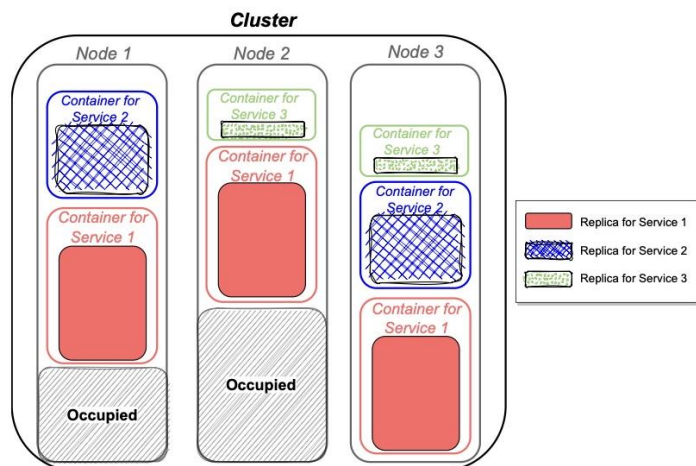 Cluster
Node 1
Node 2
Node 3
Container for
Service 2
Container for
Service 1
Occupied
Container for
Service 3
Container for
Service 1
Occupied
Container for
Service 3
Container for
Service 2
Container for
Service 1
Replica for Service 1
Replica for Service 2
Replica for Service 3